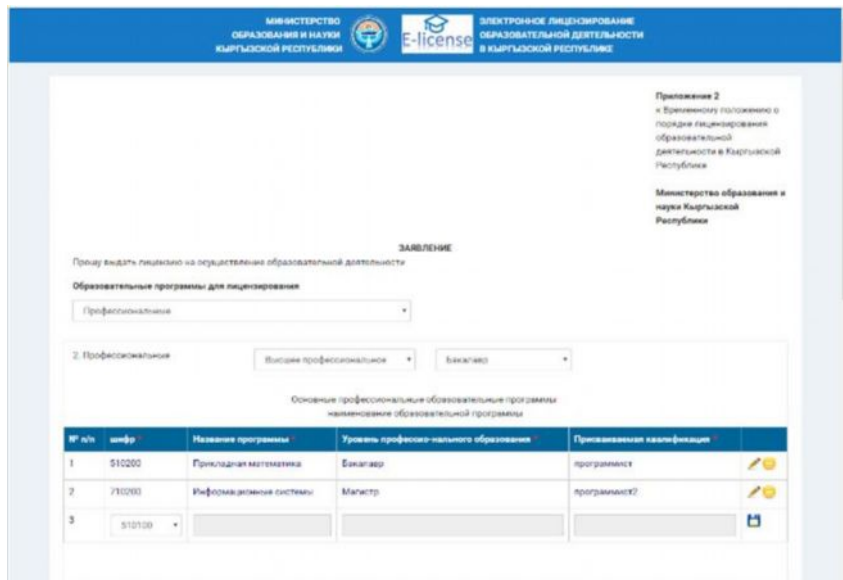 МИНИСТЕРСТВО
ОБРАЗОВАНИЯ И НАУКИ
КЫРГЫЗСКОЙ РЕСПУБЛИКИ
E-license
ЭЛЕКТРОННОЕ ЛИЦЕНЗИРОВАНИЕ
ОБРАЗОВАТЕЛЬНОЙ ДЕЯТЕЛЬНОСТИ
В КЫРГЫЗСКОЙ РЕСПУБЛИКЕ
Приложение 2
к Временному положению о
порядке лицензирования
образовательной
деятельности в Кыргызской
Республике
Министерство образования и
науки Кыргызской
Республики
ЗАЯВЛЕНИЕ
Прошу выдать лицензию на осуществление образовательной деятельности
Образовательные программы для лицензирования
Профессиональные
2. Профессиональные Высшее профессиональное Бакалавр
Основные профессиональные образовательные программы
наименование образовательной программы
№ п/п шифр * Название программы * Уровень профессио-нального образования * Присваиваемая квалификация *
1 510200 Прикладная математика Бакалавр программист
2 710200 Информационные системы Магистр программист2
3 510100